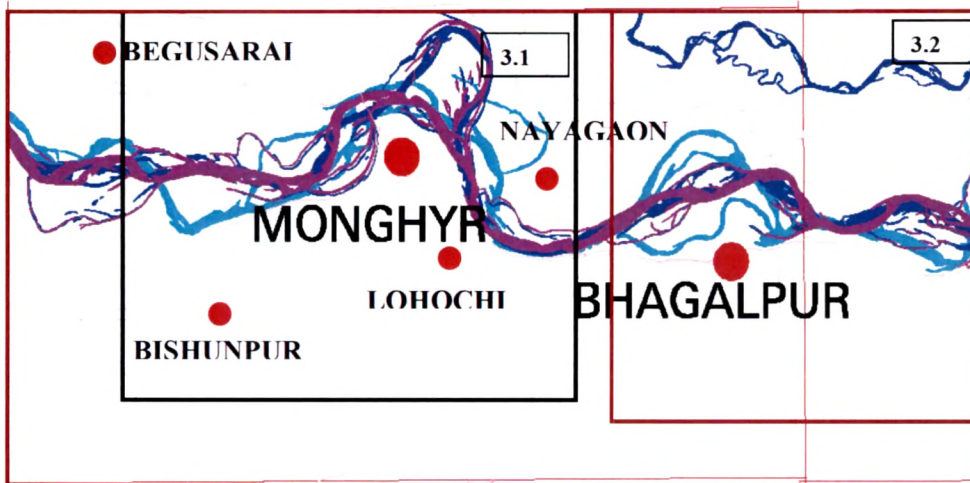 BEGUSARAI
3.1
3.2
NAYAGAON
MONGHYR
LOHOCHI
BHAGALPUR
BISHUNPUR